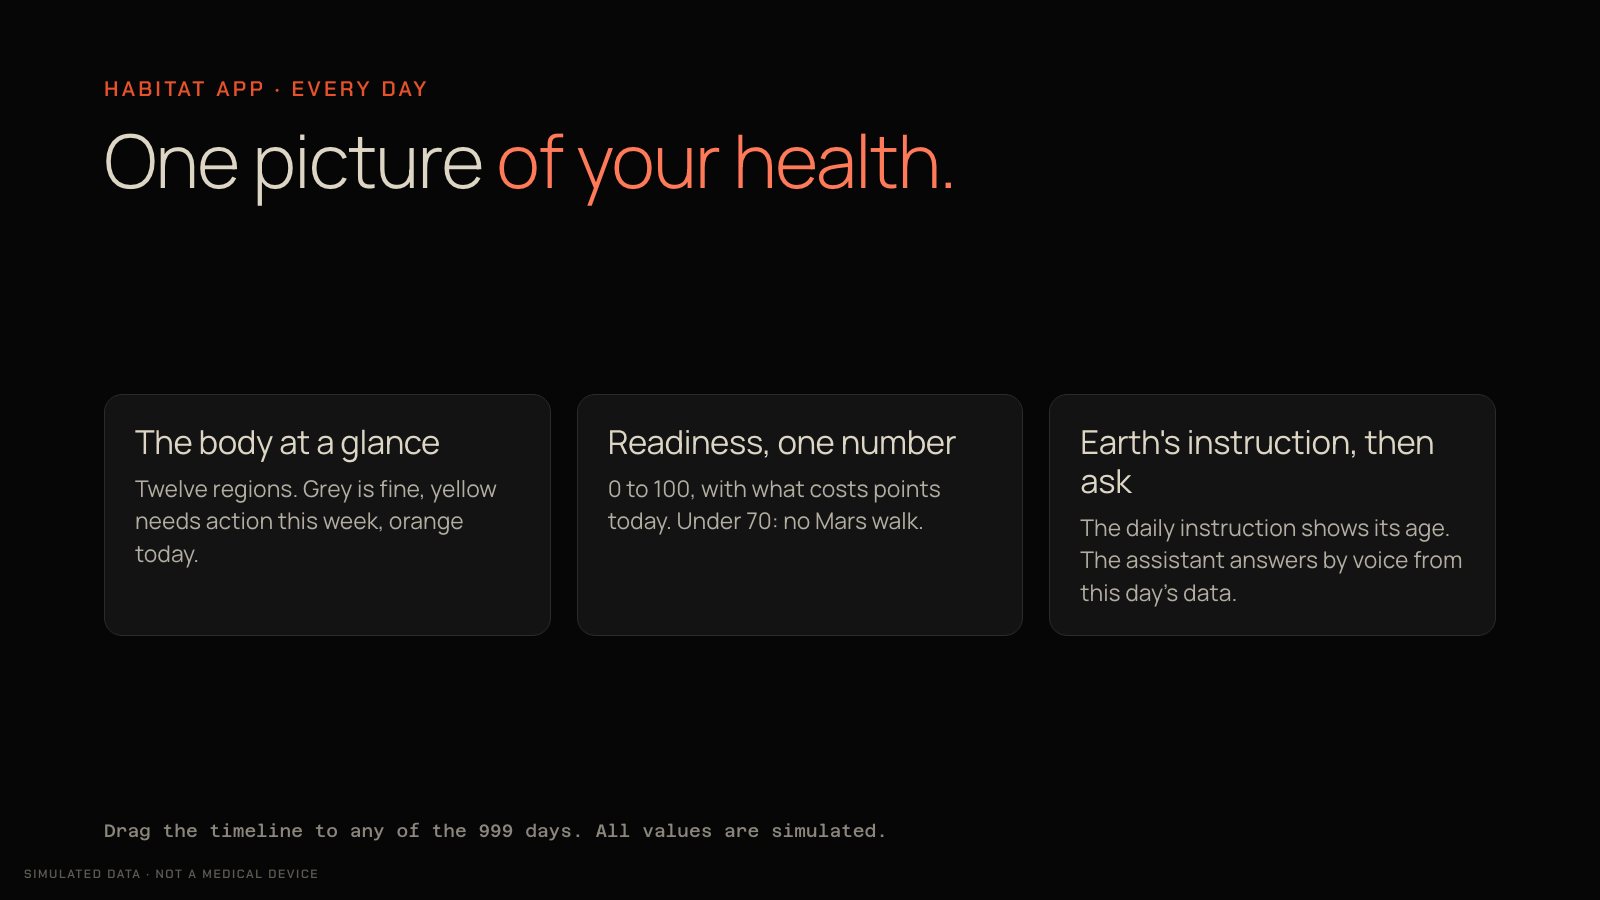 HABITAT APP · EVERY DAY
One picture of your health.
The body at a glance
Twelve regions. Grey is fine, yellow
needs action this week, orange
today.
Readiness, one number
0 to 100, with what costs points
today. Under 70: no Mars walk.
Earth's instruction, then
ask
The daily instruction shows its age.
The assistant answers by voice from
this day’s data.
Drag the timeline to any of the 999 days. All values are simulated.
SIMULATED DATA · NOT A MEDICAL DEVICE